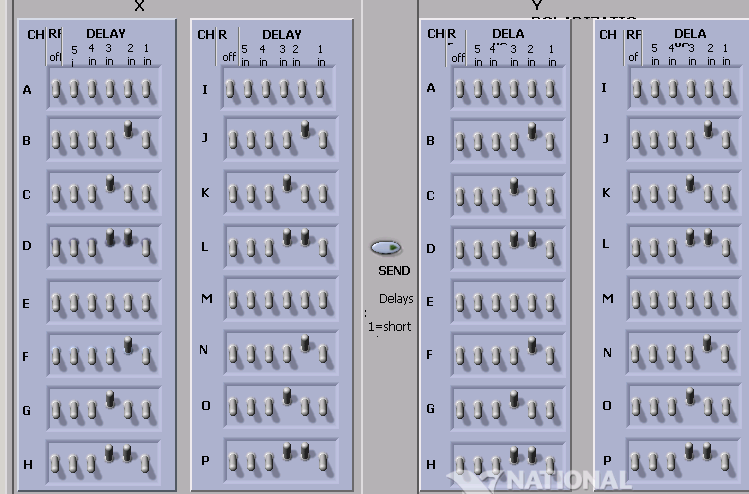 X
Y
CH RF DELAY
off 5 4 3 2 1
in in in in
A
B
C
D
E
F
G
H
CH R DELAY
off 5 4 3 2 1
in in in in in
I
J
K
L
M
N
O
P
SEND
Delays
1=short
CH R DELA
off 5 4 3 2 1
in in in in in
A
B
C
D
E
F
G
H
NATIONAL
CH RF DELA
of 5 4 3 2 1
in in in in in
I
J
K
L
M
N
O
P